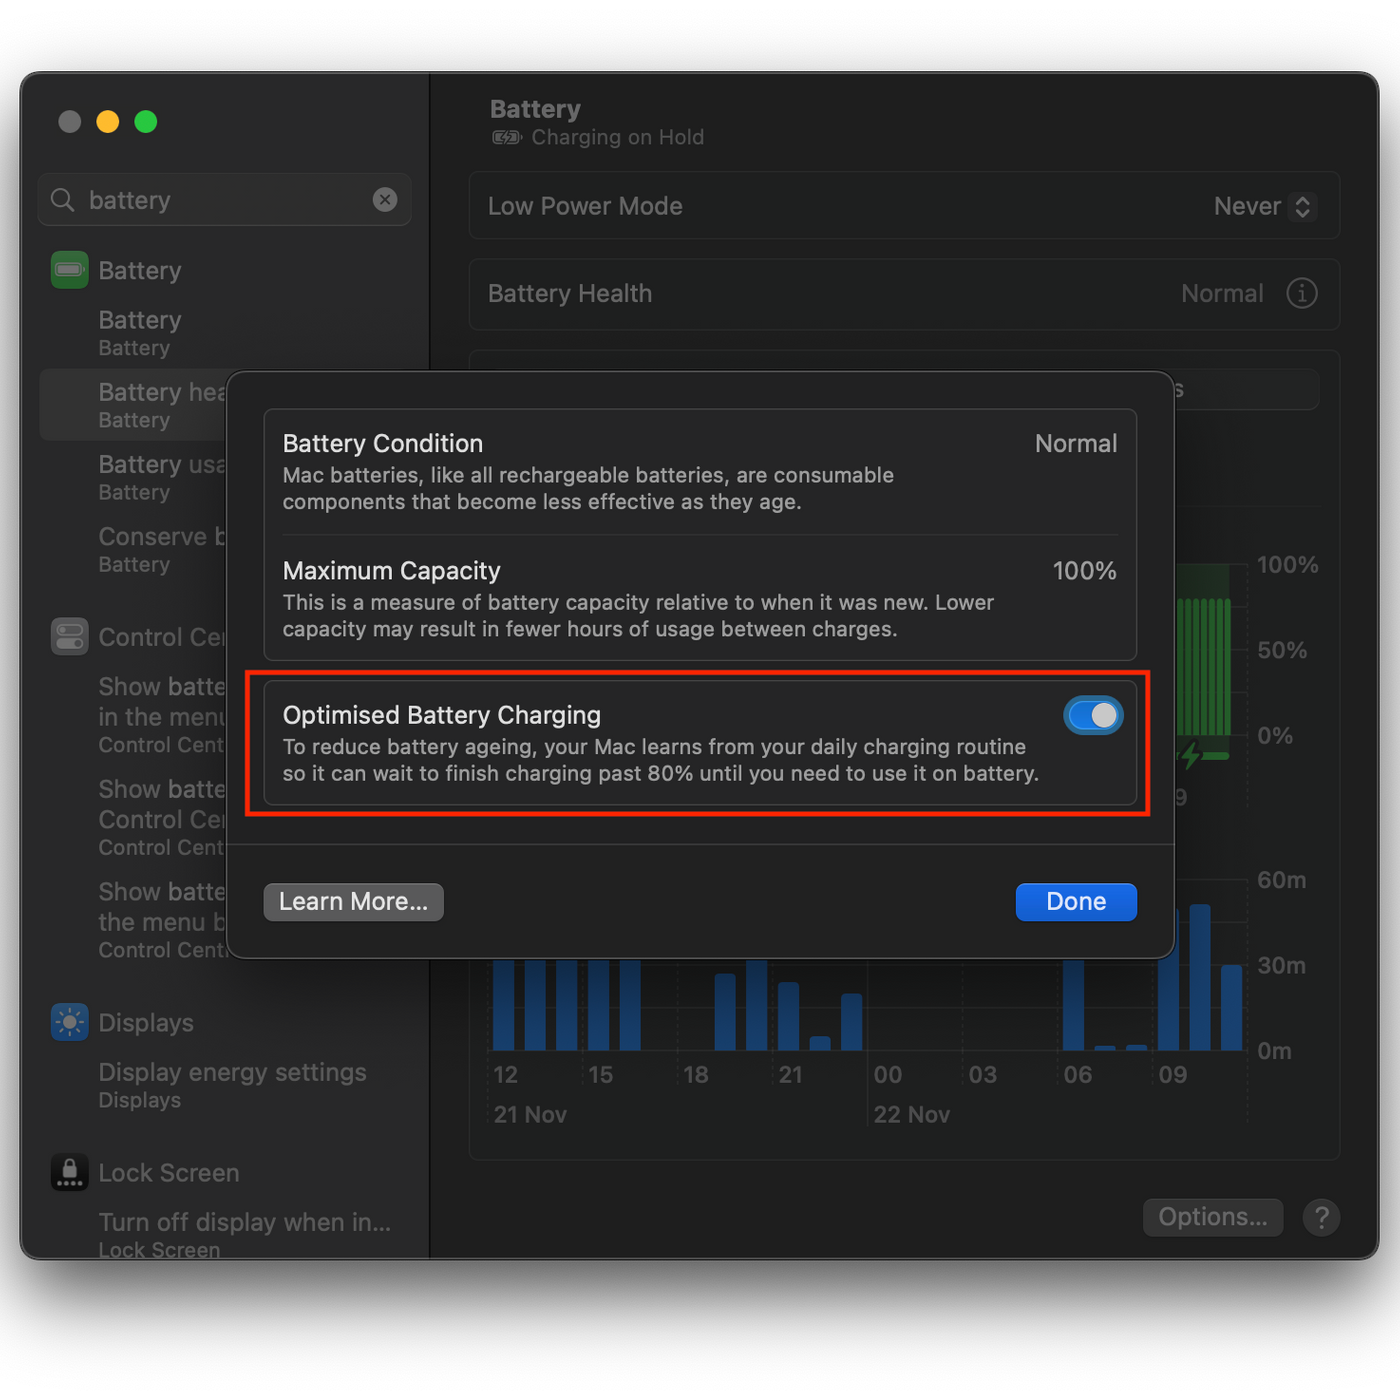 battery
Battery
Battery
Battery
Battery hea
Battery
Battery usa
Battery
Conserve b
Battery
Control Cer
Show batte
in the menu
Control Cent
Show batte
Control Cer
Control Cent
Show batte
the menu b
Control Cent
Displays
Display energy settings
Displays
Lock Screen
Turn off display when in...
Lock Screen
Battery
Charging on Hold
Low Power Mode
Never
Battery Health
Normal
s
Battery Condition
Normal
Mac batteries, like all rechargeable batteries, are consumable
components that become less effective as they age.
Maximum Capacity
100%
This is a measure of battery capacity relative to when it was new. Lower
capacity may result in fewer hours of usage between charges.
Optimised Battery Charging
To reduce battery ageing, your Mac learns from your daily charging routine
so it can wait to finish charging past 80% until you need to use it on battery.
Learn More...
Done
100%
50%
0%
9
60m
30m
0m
12 15 18 21 00 03 06 09
21 Nov 22 Nov
Options...
?